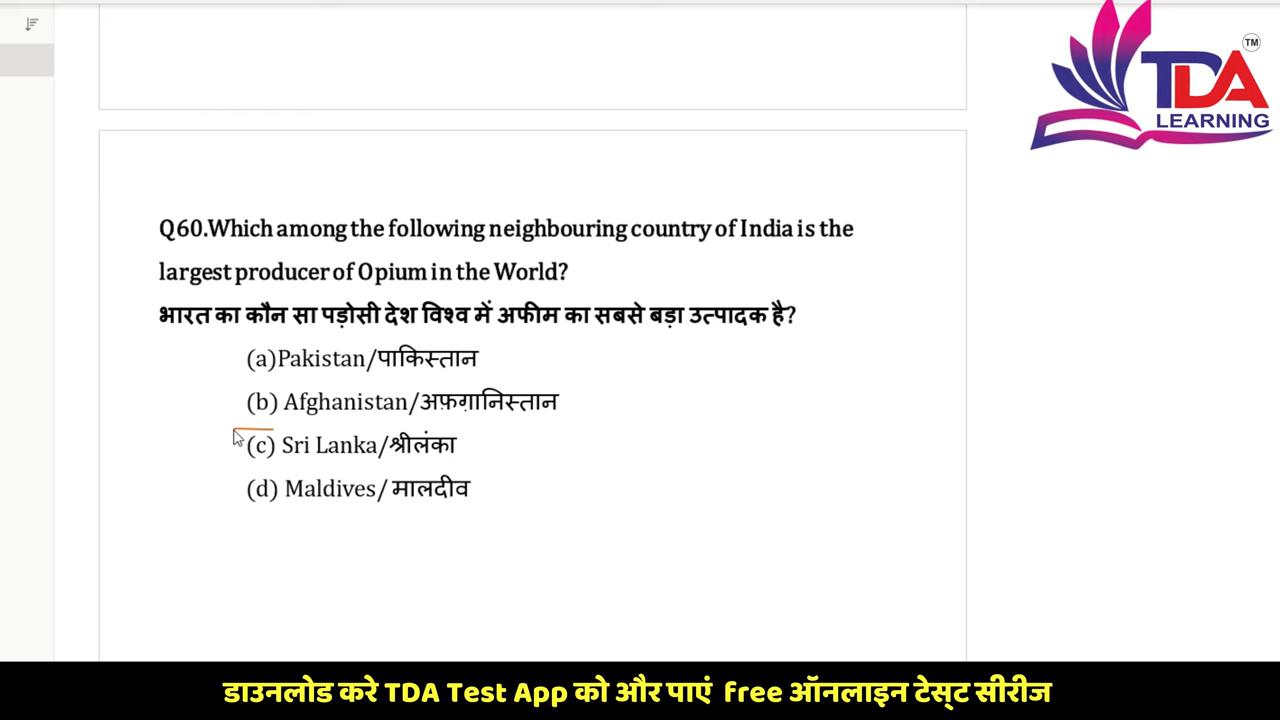 TDA
TM
LEARNING
Q60.Which among the following neighbouring country of India is the
largest producer of Opium in the World?
भारत का कौन सा पड़ोसी देश विश्व में अफीम का सबसे बड़ा उत्पादक है?
(a)Pakistan/पाकिस्तान
(b) Afghanistan/अफ़ग़ानिस्तान
(c) Sri Lanka/श्रीलंका
(d) Maldives/ मालदीव
डाउनलोड करे TDA Test App को और पाएं free ऑनलाइन टेस्ट सीरीज